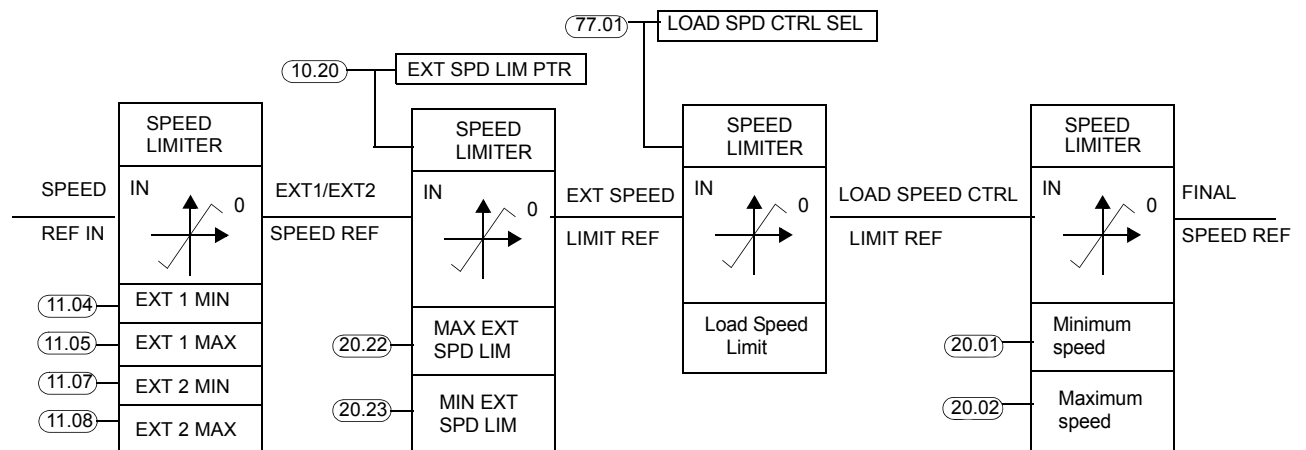 77.01 LOAD SPD CTRL SEL
10.20 EXT SPD LIM PTR
SPEED
LIMITER
SPEED
LIMITER
SPEED
LIMITER
SPEED
LIMITER
SPEED
REF IN
IN
0
EXT1/EXT2
SPEED REF
IN
0
EXT SPEED
LIMIT REF
IN
0
LOAD SPEED CTRL
LIMIT REF
IN
0
FINAL
SPEED REF
11.04 EXT 1 MIN
11.05 EXT 1 MAX
11.07 EXT 2 MIN
11.08 EXT 2 MAX
20.22
MAX EXT
SPD LIM
20.23
MIN EXT
SPD LIM
Load Speed
Limit
20.01
Minimum
speed
20.02
Maximum
speed